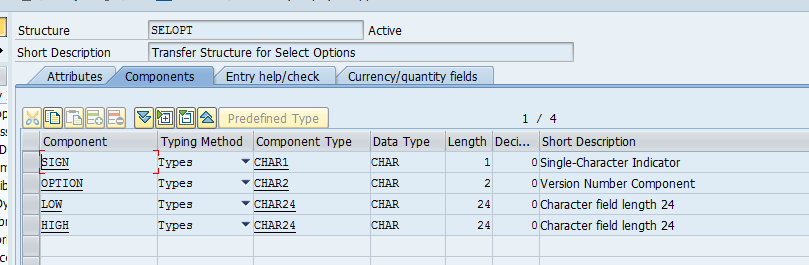 Structure SELOPT Active
Short Description Transfer Structure for Select Options
Attributes Components Entry help/check Currency/quantity fields
Predefined Type 1 / 4
Component Typing Method Component Type Data Type Length Deci... Short Description
SIGN Types CHAR1 CHAR 1 0 Single-Character Indicator
OPTION Types CHAR2 CHAR 2 0 Version Number Component
LOW Types CHAR24 CHAR 24 0 Character field length 24
HIGH Types CHAR24 CHAR 24 0 Character field length 24